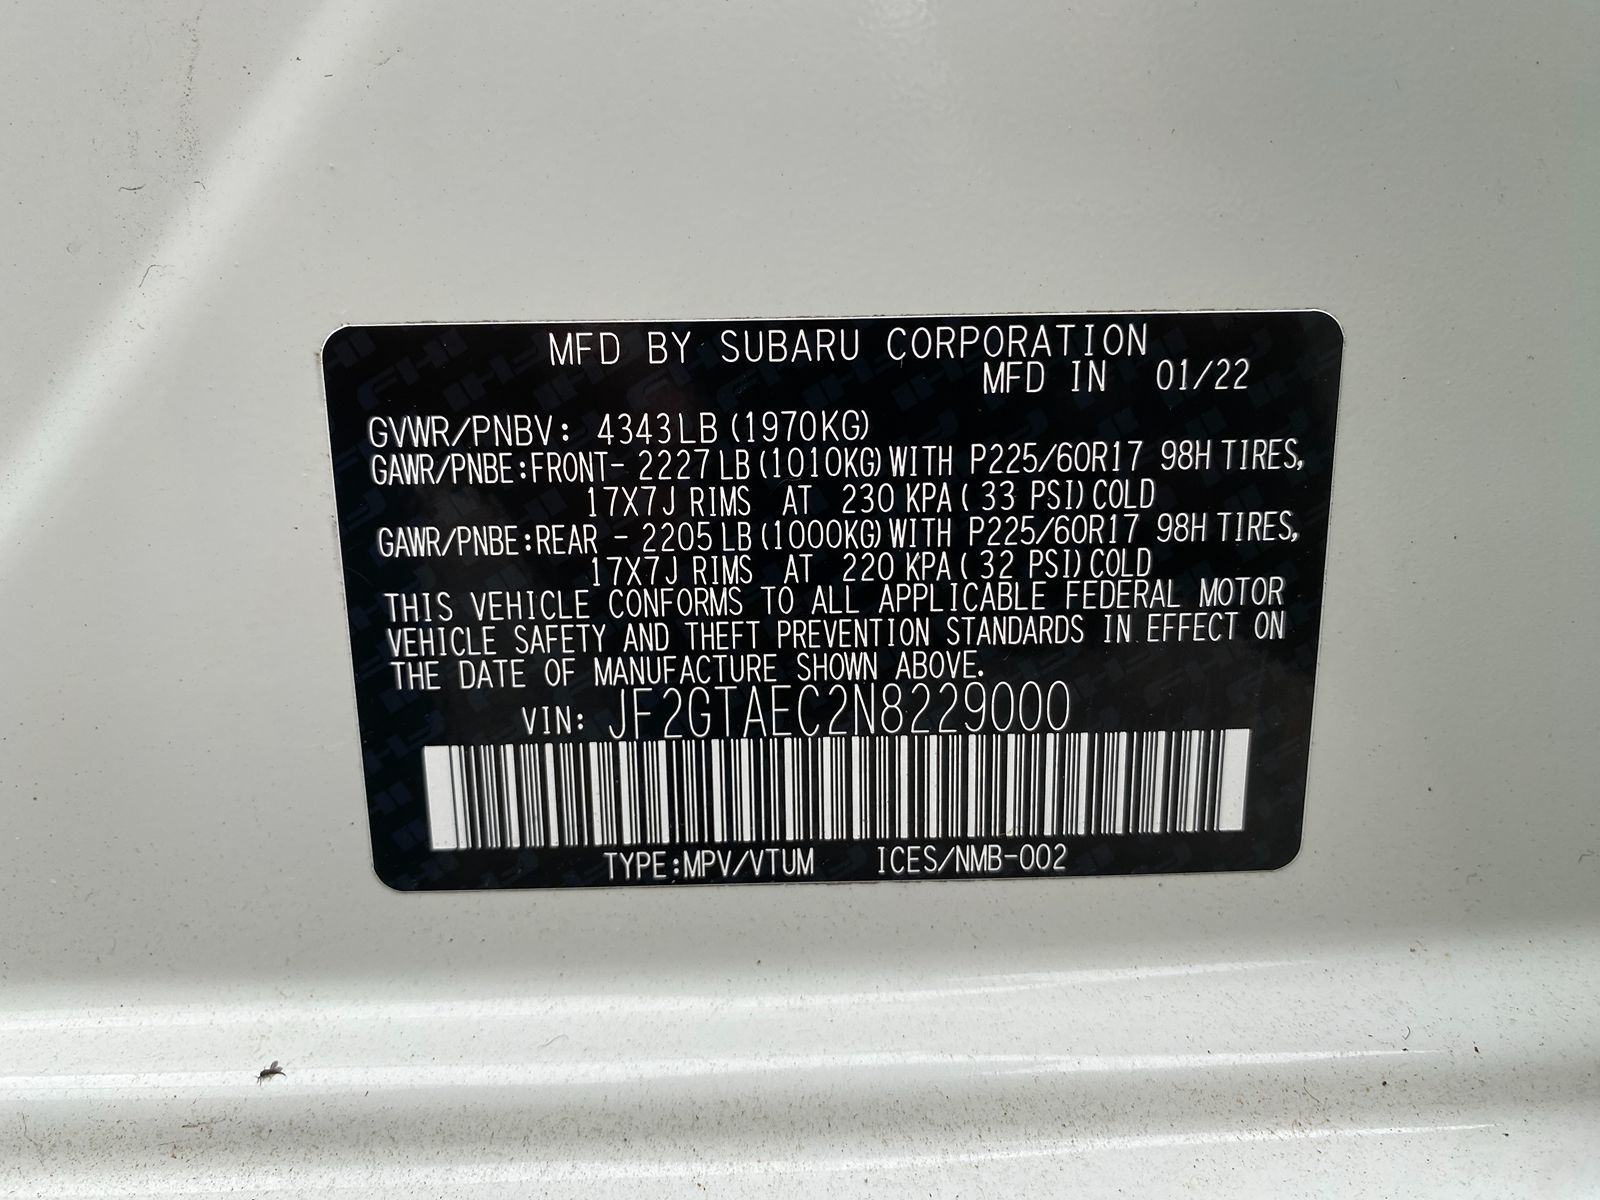 MFD BY SUBARU CORPORATION
MFD IN 01/22
GVWR/PNBV: 4343LB (1970KG)
GAWR/PNBE:FRONT- 2227LB (1010KG) WITH P225/60R17 98H TIRES,
17X7J RIMS AT 230 KPA ( 33 PSI) COLD
GAWR/PNBE:REAR - 2205LB (1000KG) WITH P225/60R17 98H TIRES,
17X7J RIMS AT 220 KPA ( 32 PSI) COLD
THIS VEHICLE CONFORMS TO ALL APPLICABLE FEDERAL MOTOR
VEHICLE SAFETY AND THEFT PREVENTION STANDARDS IN EFFECT ON
THE DATE OF MANUFACTURE SHOWN ABOVE.
VIN: JF2GTAEC2N8229000
TYPE:MPV/VTUM ICES/NMB-002